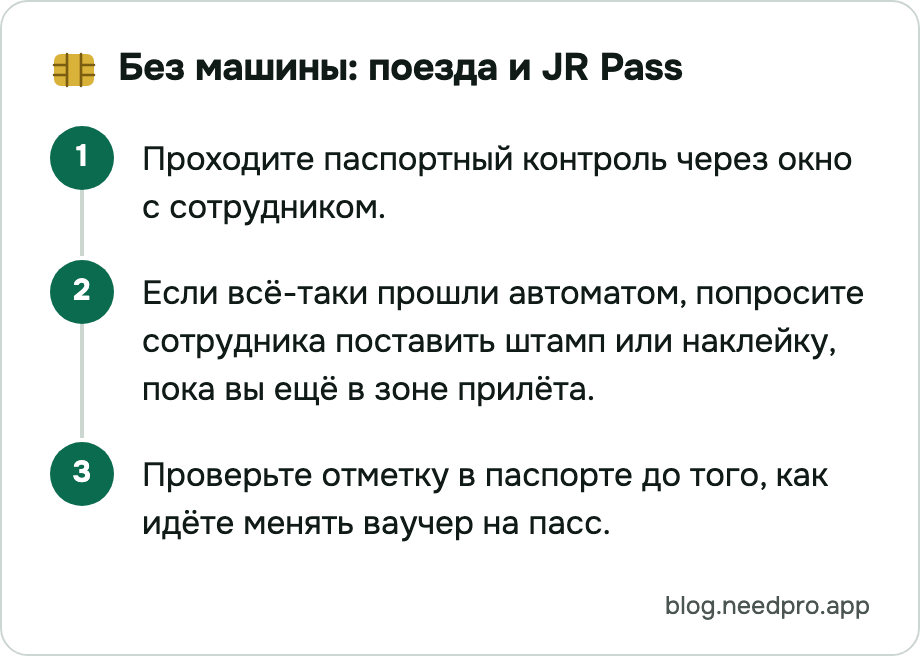 Без машины: поезда и JR Pass
1
Проходите паспортный контроль через окно
с сотрудником.
2
Если всё-таки прошли автоматом, попросите
сотрудника поставить штамп или наклейку,
пока вы ещё в зоне прилёта.
3
Проверьте отметку в паспорте до того, как
идёте менять ваучер на пасс.
blog.needpro.app